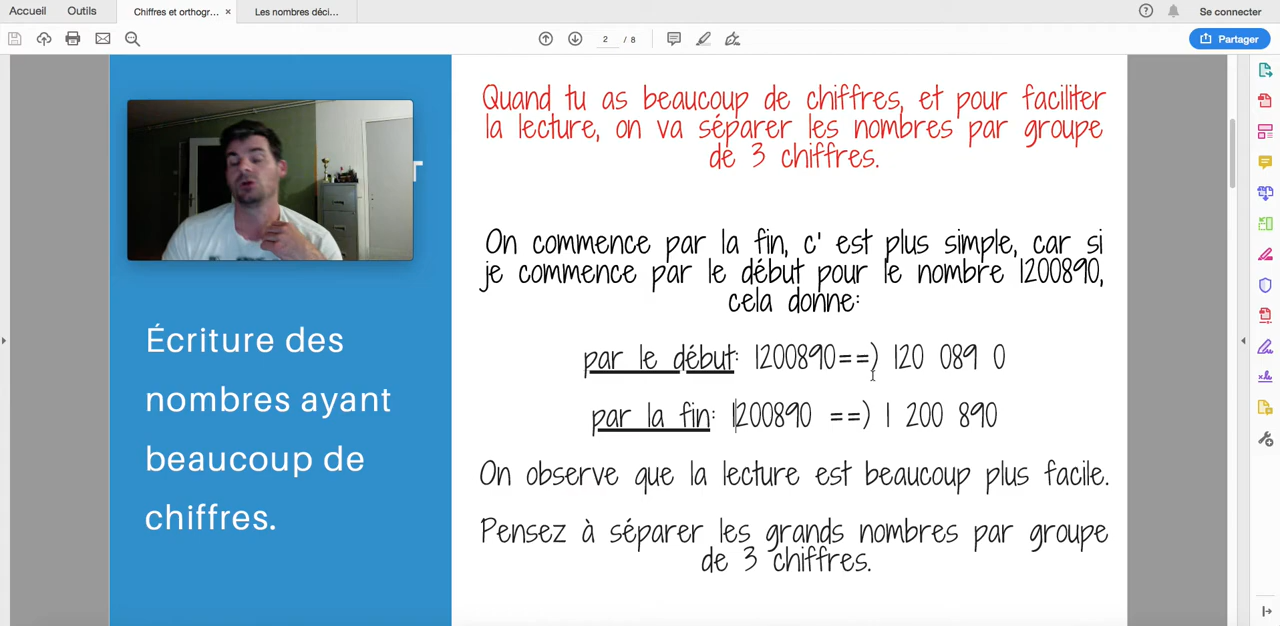 Accueil Outils Chiffres et orthogr... × Les nombres déci... Se connecter
2 / 8 Partager
Quand tu as beaucoup de chiffres, et pour faciliter
la lecture, on va séparer les nombres par groupe
de 3 chiffres.
On commence par la fin, c' est plus simple, car si
je commence par le début pour le nombre 1200890,
cela donne:
par le début: 1200890==) 120 089 0
par la fin: 1200890 ==) 1 200 890
On observe que la lecture est beaucoup plus facile.
Pensez à séparer les grands nombres par groupe
de 3 chiffres.
Écriture des
nombres ayant
beaucoup de
chiffres.